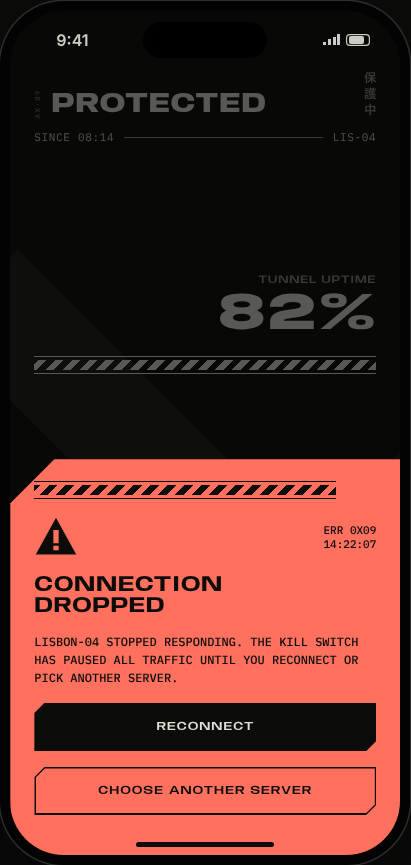 9:41
保護中
PROTECTED
SINCE 08:14
LIS-04
TUNNEL UPTIME
82%
ERR 0X09
14:22:07
CONNECTION
DROPPED
LISBON-04 STOPPED RESPONDING. THE KILL SWITCH
HAS PAUSED ALL TRAFFIC UNTIL YOU RECONNECT OR
PICK ANOTHER SERVER.
RECONNECT
CHOOSE ANOTHER SERVER